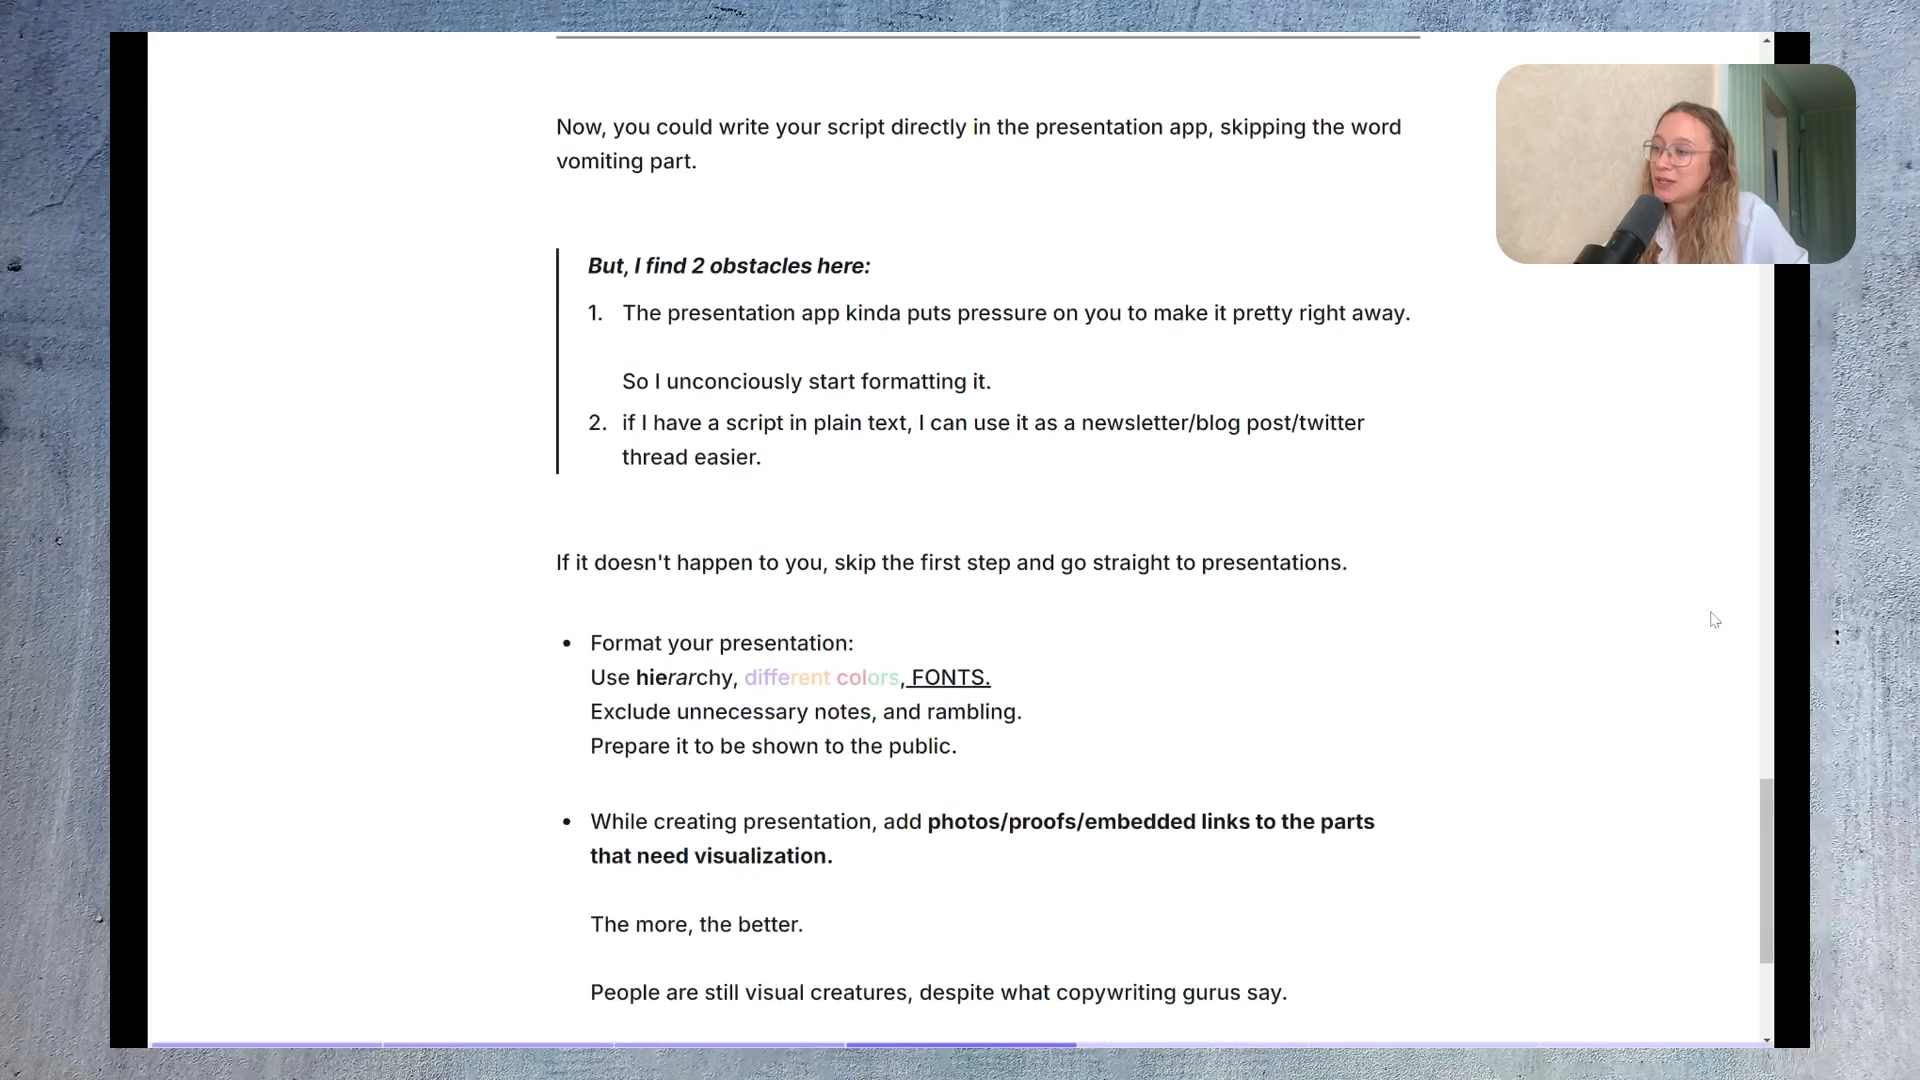 Now, you could write your script directly in the presentation app, skipping the word
vomiting part.
But, I find 2 obstacles here:
1. The presentation app kinda puts pressure on you to make it pretty right away.
So I unconciously start formatting it.
2. if I have a script in plain text, I can use it as a newsletter/blog post/twitter
thread easier.
If it doesn't happen to you, skip the first step and go straight to presentations.
• Format your presentation:
Use hierarchy, different colors, FONTS.
Exclude unnecessary notes, and rambling.
Prepare it to be shown to the public.
• While creating presentation, add photos/proofs/embedded links to the parts
that need visualization.
The more, the better.
People are still visual creatures, despite what copywriting gurus say.